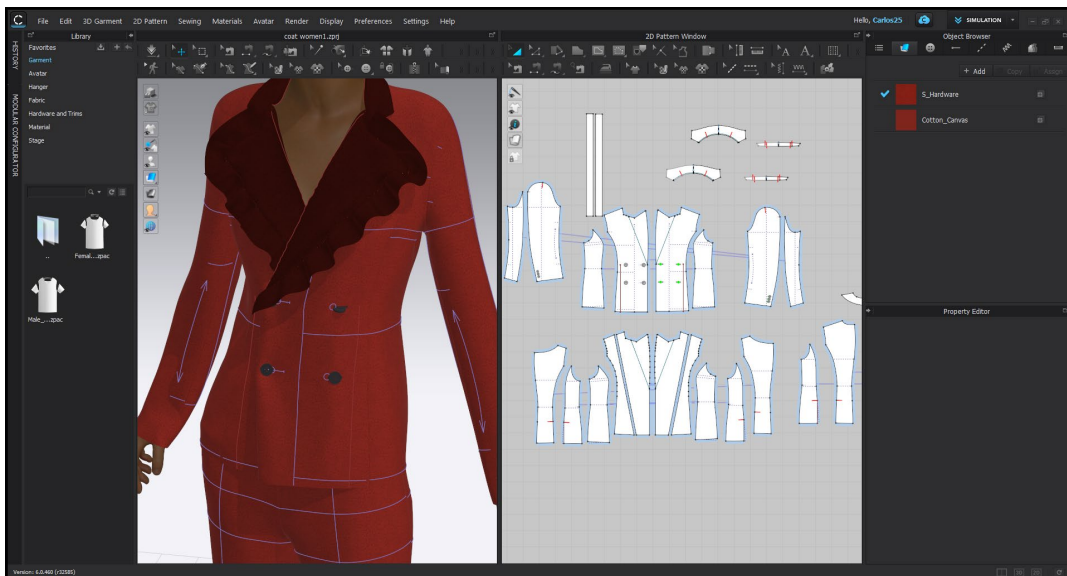 File Edit 3D Garment 2D Pattern Sewing Materials Avatar Render Display Preferences Settings Help
Hello, Carlos25
SIMULATION
Library
coat women1.zprj
2D Pattern Window
Object Browser
HISTORY
MODULAR CONFIGURATOR
Favorites
Garment
Avatar
Hanger
Fabric
Hardware and Trims
Material
Stage
..
Femal...zpac
Male_...zpac
+ Add Copy Assign
S_Hardware
Cotton_Canvas
Property Editor
Version: 6.0.460 (r32585)